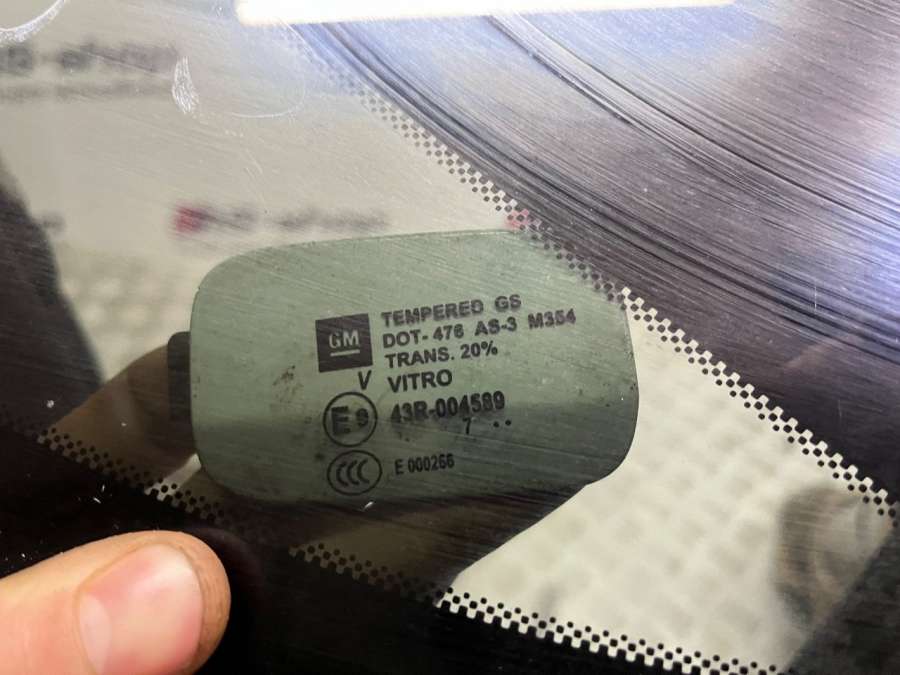 GM
TEMPERED GS
DOT-476 AS-3 M354
TRANS. 20%
V VITRO
E9 43R-004589
7 ..
CCC E 000266